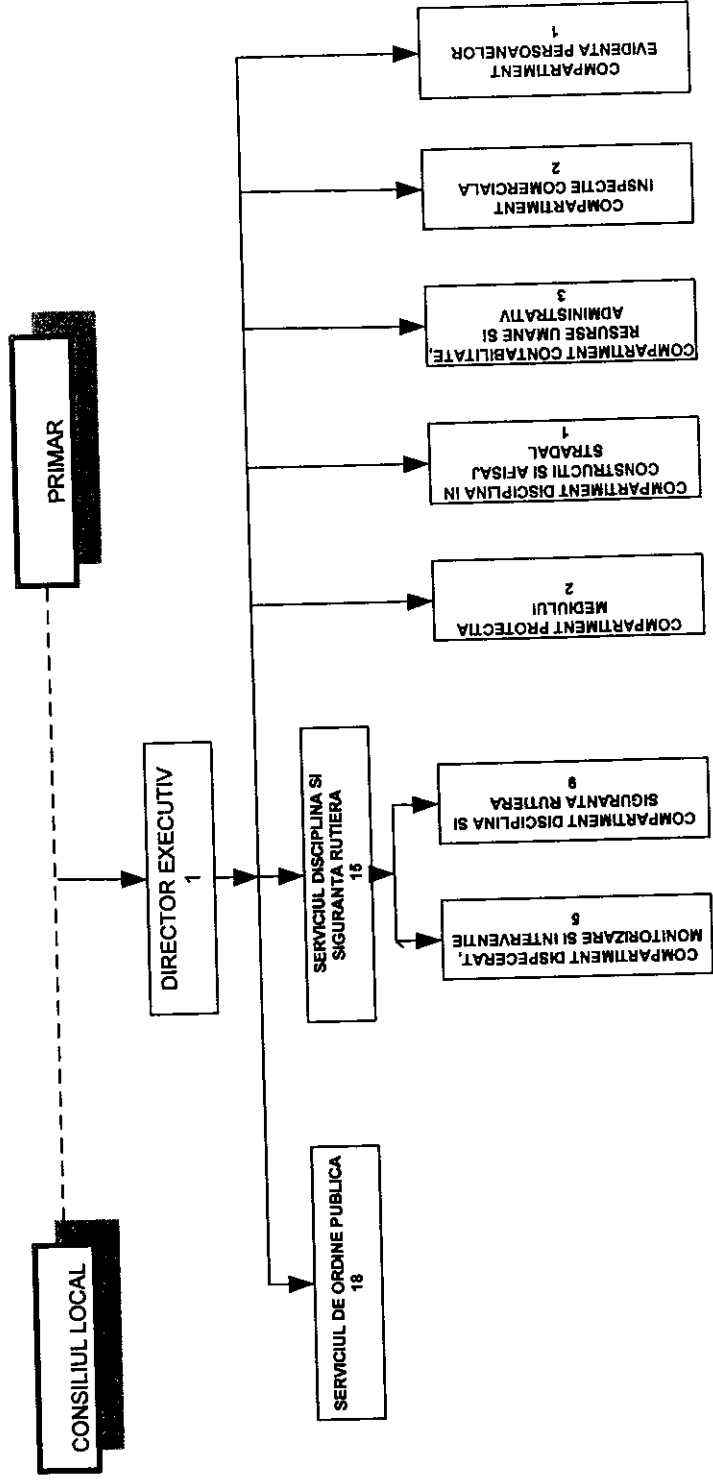 CONSILIUL LOCAL
PRIMAR
DIRECTOR EXECUTIV
1
SERVICIUL DE ORDINE PUBLICA
18
SERVICIUL DISCIPLINA SI
SIGURANTA RUTIERA
15
COMPARTIMENT DISPECERAT,
MONITORIZARE SI INTERVENTIE
5
COMPARTIMENT DISCIPLINA SI
SIGURANTA RUTIERA
9
COMPARTIMENT PROTECTIA
MEDIULUI
2
COMPARTIMENT DISCIPLINA IN
CONSTRUCTII SI AFISAJ
STRADAL
1
COMPARTIMENT CONTABILITATE,
RESURSE UMANE SI
ADMINISTRATIV
3
COMPARTIMENT
INSPECTIE COMERCIALA
2
COMPARTIMENT
EVIDENTA PERSOANELOR
1